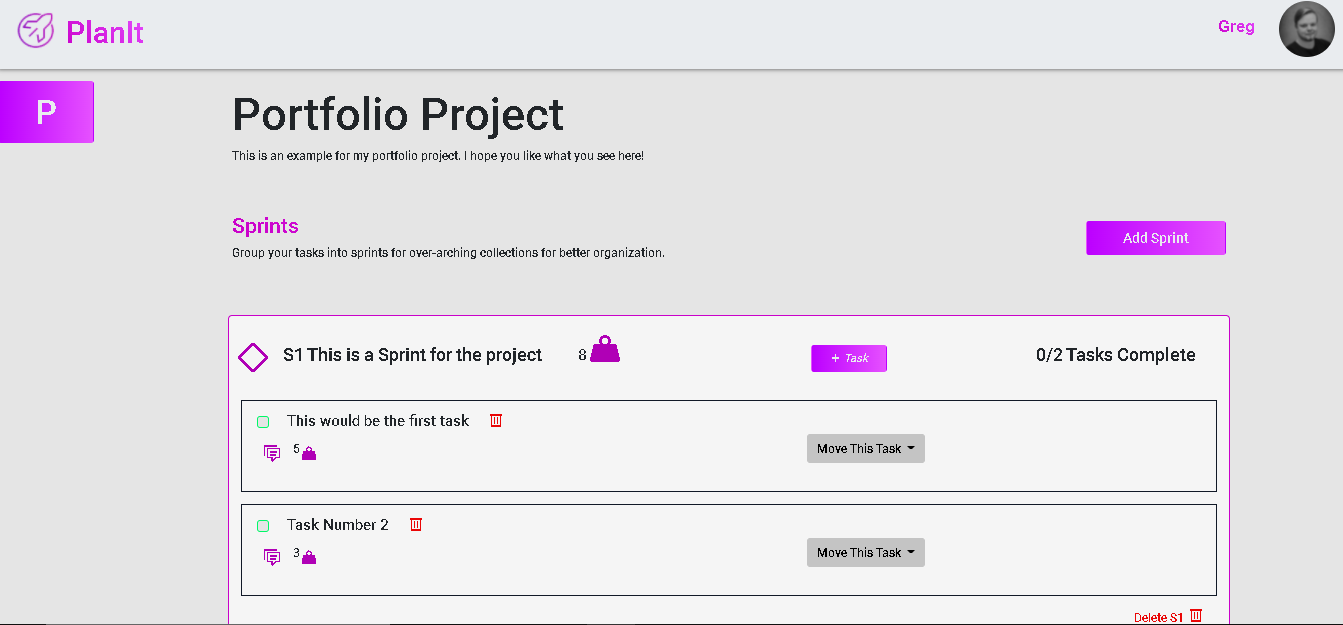 PlanIt
Greg
P
Portfolio Project
This is an example for my portfolio project. I hope you like what you see here!
Sprints
Group your tasks into sprints for over-arching collections for better organization.
Add Sprint
S1 This is a Sprint for the project 8 + Task 0/2 Tasks Complete
This would be the first task
5 Move This Task
Task Number 2
3 Move This Task
Delete S1